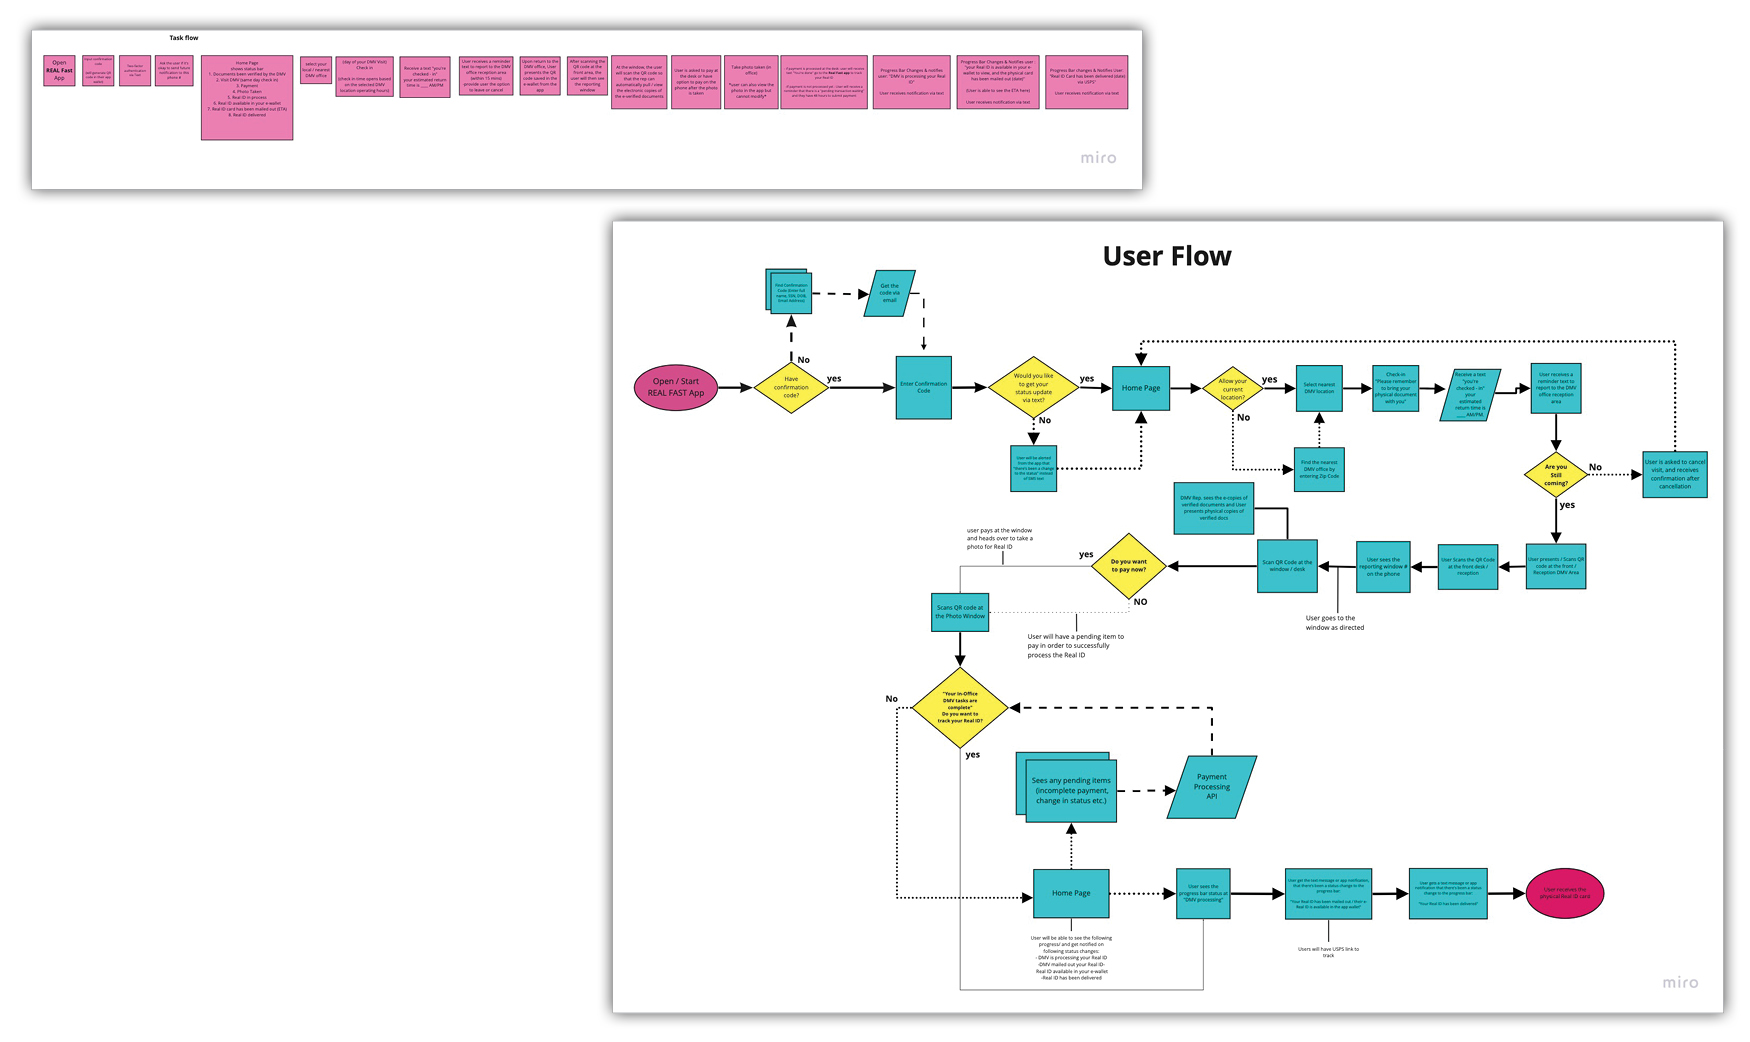 Task flow
Open
REAL Fast
App
Input confirmation
code
Two-factor
authentication
via Text
Ask the user if it's
okay to send future
notification to the
phone #
Home Page
shows status bar
1. Documents been verified by the DMV
2. Visit DMV (same day check in)
3. Payment
4. Photo Taken
5. Real ID in process
6. Real ID available in your e-wallet
7. Real ID card has been mailed out (ETA)
8. Real ID delivered
select your
local / nearest
DMV office
(day of your DMV Visit)
Check in
(check in time opens based
on the selected DMV
location operating hours)
Receive a text "you're
checked - in"
your estimated return
time is ___ AM/PM
User receives a reminder
text to report to the DMV
office reception area
(within 15 mins)
provide user the option
to leave or cancel
Upon return to the
DMV office, User
presents the QR
code saved in the
e-wallet from the
app
After scanning the
QR code at the
front area, the
user will then see
the reporting
window
At the window, the user
will scan the QR code so
that the rep can
automatically pull / view
the electronic copies of
the e-verified documents
User is asked to pay at
the desk or have
option to pay on the
phone after the photo
is taken
Take photo taken (in
office)
*user can also view the
photo in the app but
cannot modify*
Progress Bar Changes & notifies
user: "DMV is processing your Real
ID"
User receives notification via text
Progress Bar Changes & Notifies user :
"your Real ID is available in your e-
wallet to view, and the physical card
has been mailed out (date)"
(User is able to see the ETA here)
User receives notification via text
Progress Bar changes & Notifies User:
"Real ID Card has been delivered (date)
via USPS"
User receives notification via text
miro
User Flow
Find Confirmation
Code (Enter full
name, SSN, DOB,
Email Address)
Get the
code via
email
No
Open / Start
REAL FAST App
Have
confirmation
code?
yes
Enter Confirmation
Code
Would you like
to get your
status update
via text?
yes
No
User will be alerted
from the app that
"there's been a change
to the status" instead
of SMS text
Home Page
Allow your
current
location?
yes
No
Select nearest
DMV location
Find the nearest
DMV office by
entering Zip Code
Check-in
"Please remember
to bring your
physical document
with you"
Receive a text
"you're
checked - in"
your
estimated
return time is
____ AM/PM
User receives a
reminder text to
report to the DMV
office reception
area
Are you
Still
coming?
No
yes
User is asked to cancel
visit, and receives
confirmation after
cancellation
User presents / Scans QR
code at the front /
Reception DMV Area
User Scans the QR Code
at the front desk /
reception
User sees the
reporting window #
on the phone
User goes to the
window as directed
Scan QR Code at the
window / desk
DMV Rep. sees the e-copies of
verified documents and User
presents physical copies of
verified docs
Do you want
to pay now?
yes
NO
user pays at the window
and heads over to take a
photo for Real ID
User will have a pending item to
pay in order to successfully
process the Real ID
Scans QR code at
the Photo Window
"Your In-Office
DMV tasks are
complete"
Do you want to
track your Real ID?
No
yes
Sees any pending items
(incomplete payment,
change in status etc.)
Payment
Processing
API
Home Page
User will be able to see the following
progress/ and get notified on
following status changes:
- DMV is processing your Real ID
-DMV mailed out your Real ID-
Real ID available in your e-wallet
-Real ID has been delivered
User sees the
progress bar status at
"DMV processing"
User get the text message or app notification,
that there's been a status change to the
progress bar:
"Your Real ID has been mailed out / then e-
Real ID is available in the app wallet"
Users will have USPS link to
track
User gets a text message or app
notification that there's been a status
change to the progress bar:
"Your Real ID has been delivered"
User receives the
physical Real ID card
miro